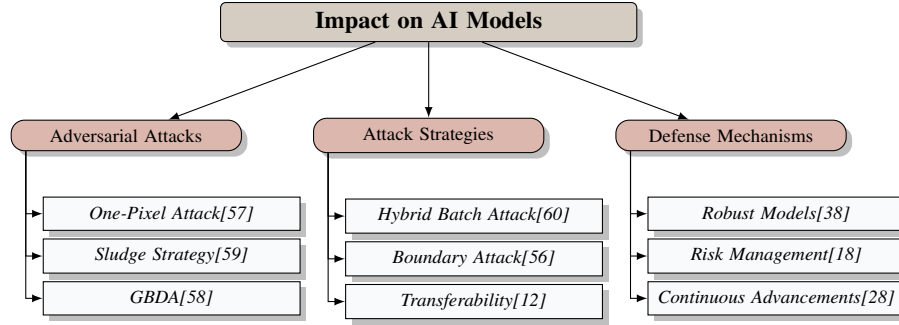 Impact on AI Models
Adversarial Attacks
Attack Strategies
Defense Mechanisms
One-Pixel Attack[57]
Sludge Strategy[59]
GBDA[58]
Hybrid Batch Attack[60]
Boundary Attack[56]
Transferability[12]
Robust Models[38]
Risk Management[18]
Continuous Advancements[28]